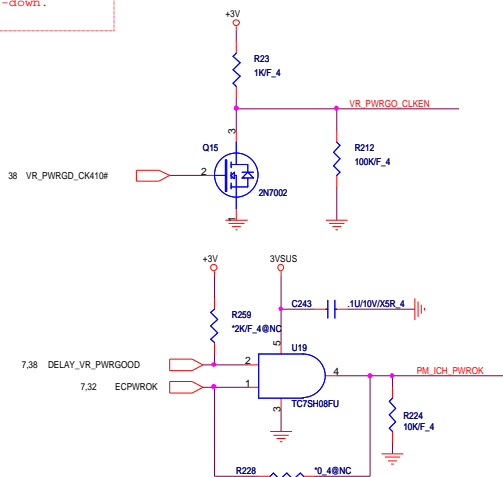 -down.
+3V
R23
1K/F_4
VR_PWRGO_CLKEN
3
Q15
R212
100K/F_4
38 VR_PWRGD_CK410#
2
2N7002
1
+3V
3VSUS
C243
.1U/10V/X5R_4
R259
*2K/F_4@NC
5
U19
7,38 DELAY_VR_PWRGOOD
2
4
PM_ICH_PWROK
7,32 ECPWROK
1
TC7SH08FU
3
R224
10K/F_4
R228
*0_4@NC